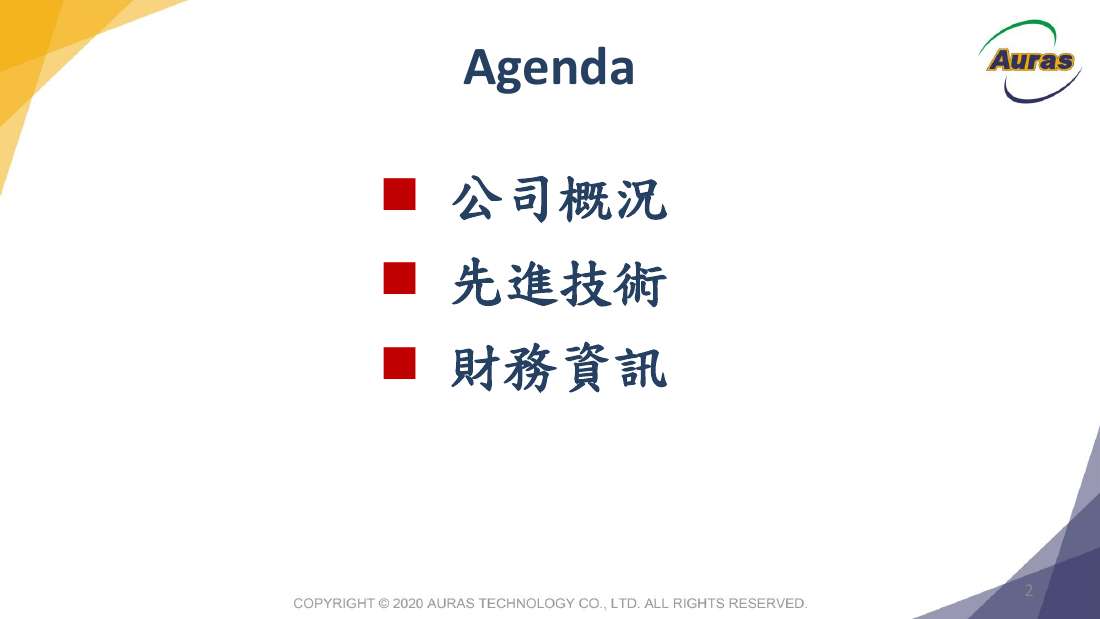 Agenda
Auras
■ 公司概況
■ 先進技術
■ 財務資訊
2
COPYRIGHT © 2020 AURAS TECHNOLOGY CO., LTD. ALL RIGHTS RESERVED.